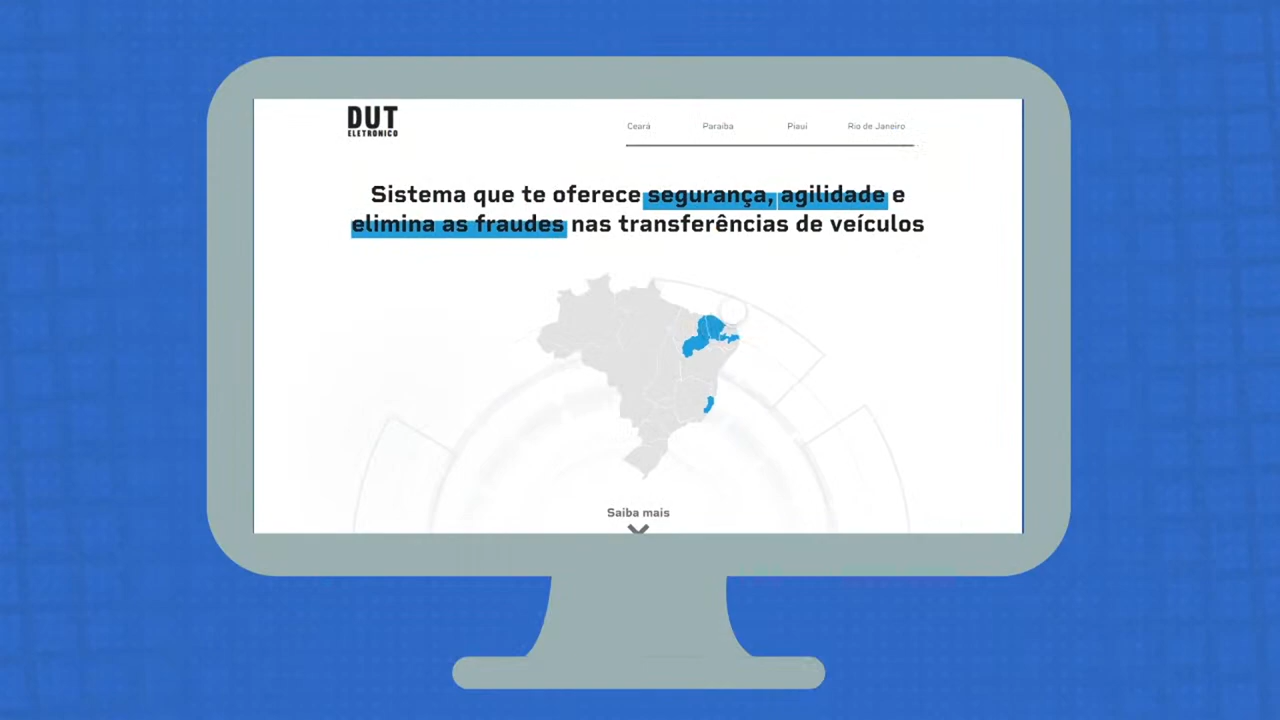 DUT
ELETRONICO
Ceará Paraíba Piauí Rio de Janeiro
Sistema que te oferece segurança, agilidade e
elimina as fraudes nas transferências de veículos
Saiba mais